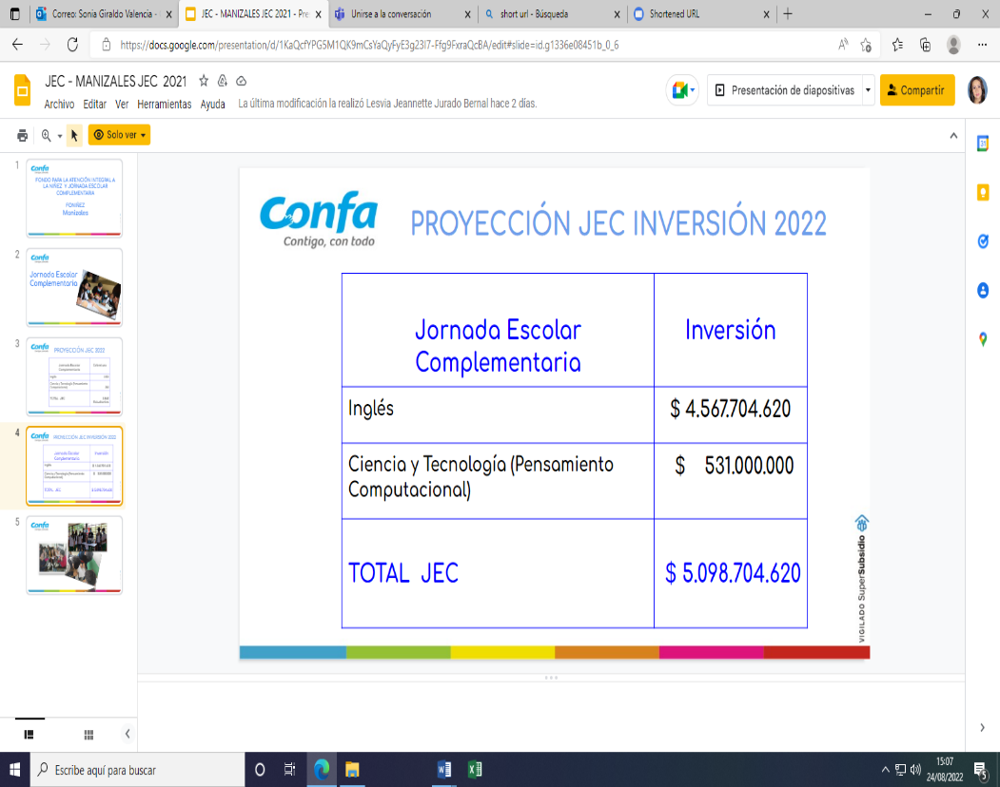 Correo: Sonia Giraldo Valencia -
JEC - MANIZALES JEC 2021 - Pre
Unirse a la conversación
short url - Búsqueda
Shortened URL
https://docs.google.com/presentation/d/1KaQcfYPG5M1QK9mCsYaQyFyE3g23I7-Ffg9FxraQcBA/edit#slide=id.g1336e08451b_0_6
JEC - MANIZALES JEC 2021
Archivo Editar Ver Herramientas Ayuda La última modificación la realizó Lesvia Jeannette Jurado Bernal hace 2 días.
Presentación de diapositivas
Compartir
Solo ver
1
Confa
FONDO PARA LA ATENCIÓN INTEGRAL A
LA NIÑEZ Y JORNADA ESCOLAR
COMPLEMENTARIA
FONIÑEZ
Manizales
2
Confa
Jornada Escolar
Complementaria
3
Confa
PROYECCIÓN JEC 2022
4
Confa
PROYECCIÓN JEC INVERSIÓN 2022
5
Confa
Confa
Contigo, con todo
PROYECCIÓN JEC INVERSIÓN 2022
Jornada Escolar
Complementaria
Inversión
Inglés
$ 4.567.704.620
Ciencia y Tecnología (Pensamiento
Computacional)
$ 531.000.000
TOTAL JEC
$ 5.098.704.620
VIGILADO SuperSubsidio
Escribe aquí para buscar
15:07
24/08/2022
5